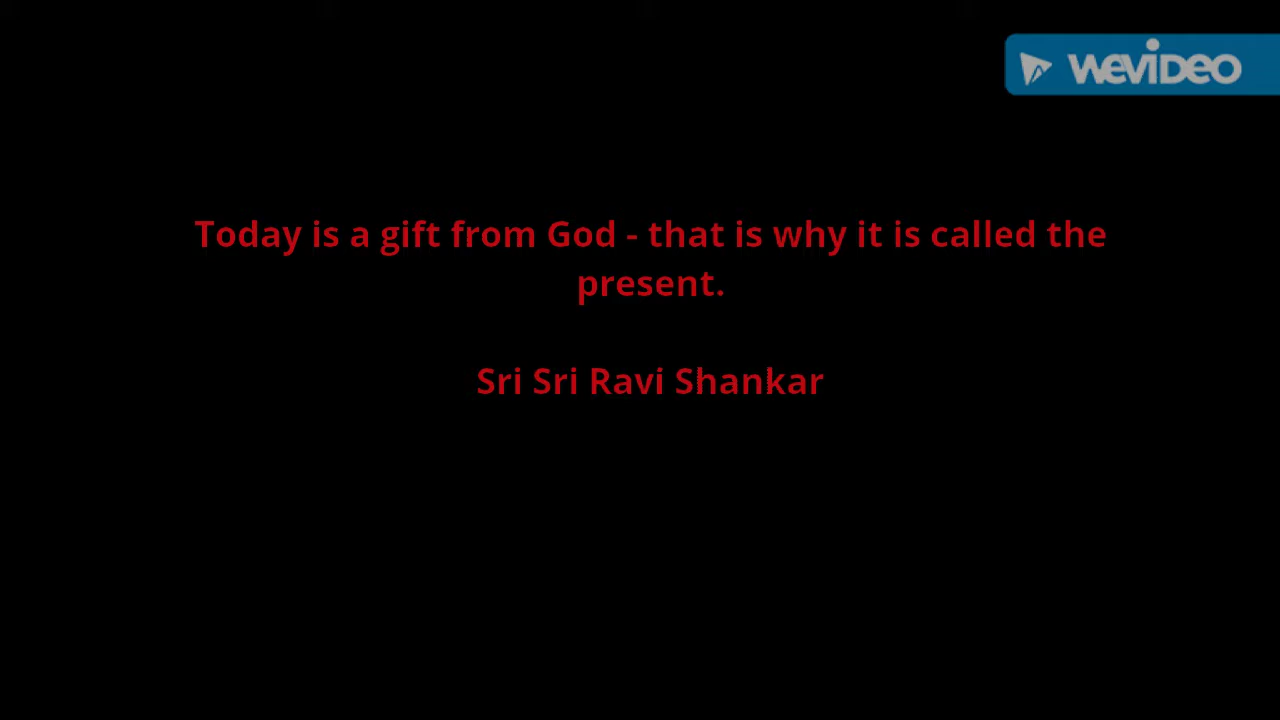 WeVideo
Today is a gift from God - that is why it is called the
present.
Sri Sri Ravi Shankar